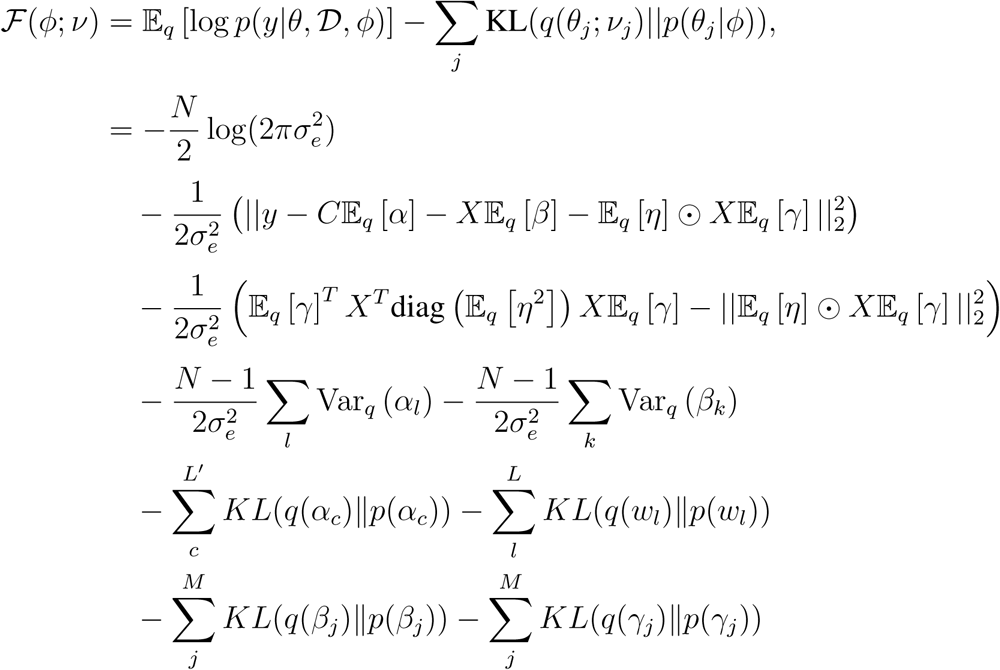 ℱ(ϕ; ν) = 𝔼_q [log p(y|θ, 𝒟, ϕ)] − ∑_j KL(q(θ_j; ν_j)||p(θ_j|ϕ)),
= −N/2 log(2πσ_e^2)
− 1/(2σ_e^2) (||y − C𝔼_q [α] − X𝔼_q [β] − 𝔼_q [η] ⊙ X𝔼_q [γ] ||_2^2)
− 1/(2σ_e^2) (𝔼_q [γ]^T X^T diag (𝔼_q [η^2]) X𝔼_q [γ] − ||𝔼_q [η] ⊙ X𝔼_q [γ] ||_2^2)
− (N − 1)/(2σ_e^2) ∑_l Var_q (α_l) − (N − 1)/(2σ_e^2) ∑_k Var_q (β_k)
− ∑_c^{L′} KL(q(α_c)‖p(α_c)) − ∑_l^L KL(q(w_l)‖p(w_l))
− ∑_j^M KL(q(β_j)‖p(β_j)) − ∑_j^M KL(q(γ_j)‖p(γ_j))